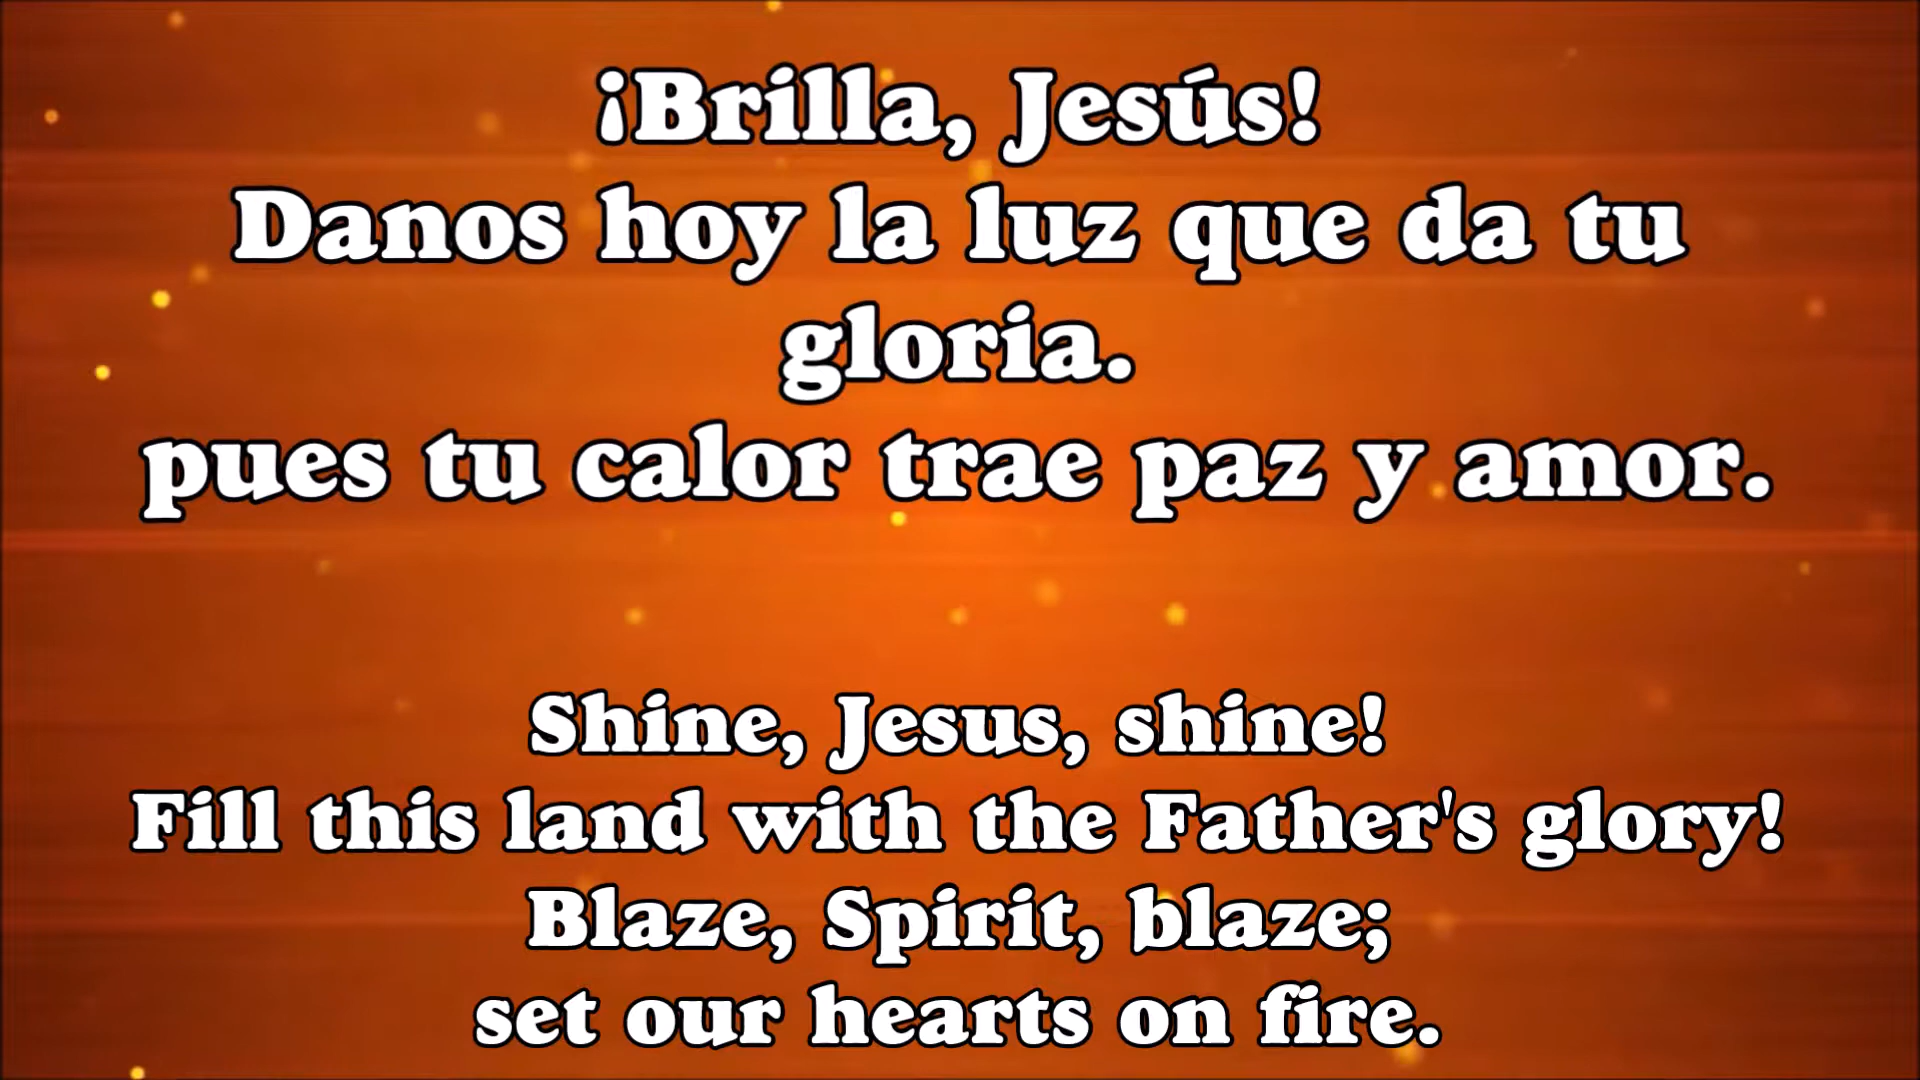 ¡Brilla, Jesús!
Danos hoy la luz que da tu
gloria.
pues tu calor trae paz y amor.
Shine, Jesus, shine!
Fill this land with the Father's glory!
Blaze, Spirit, blaze;
set our hearts on fire.